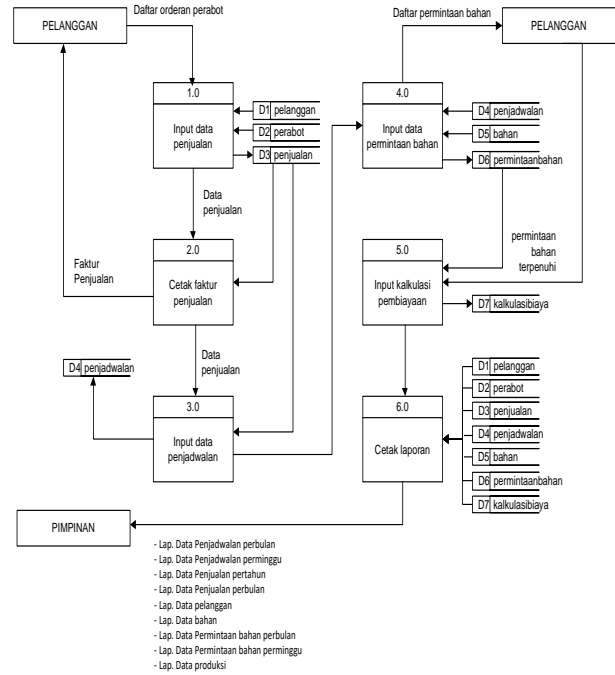 Daftar orderan perabot
PELANGGAN
Daftar permintaan bahan
PELANGGAN
1.0
Input data
penjualan
D1 pelanggan
D2 perabot
D3 penjualan
4.0
Input data
permintaan bahan
D4 penjadwalan
D5 bahan
D6 permintaanbahan
Data
penjualan
Faktur
Penjualan
2.0
Cetak faktur
penjualan
5.0
Input kalkulasi
pembiayaan
permintaan
bahan
terpenuhi
D7 kalkulasibiaya
Data
penjualan
D4 penjadwalan
3.0
Input data
penjadwalan
6.0
Cetak laporan
D1 pelanggan
D2 perabot
D3 penjualan
D4 penjadwalan
D5 bahan
D6 permintaanbahan
D7 kalkulasibiaya
PIMPINAN
- Lap. Data Penjadwalan perbulan
- Lap. Data Penjadwalan perminggu
- Lap. Data Penjualan pertahun
- Lap. Data Penjualan perbulan
- Lap. Data pelanggan
- Lap. Data bahan
- Lap. Data Permintaan bahan perbulan
- Lap. Data Permintaan bahan perminggu
- Lap. Data produksi